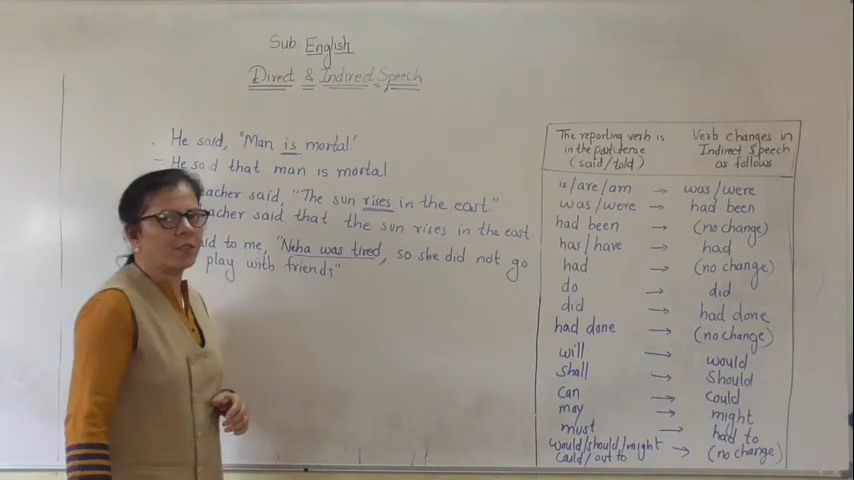 Sub English
Direct & Indirect Speech
He said, "Man is mortal"
He said that man is mortal
eacher said, "The sun rises in the east."
acher said that the sun rises in the east.
id to me, "Neha was tired, so she did not go
play with friends"
The reporting verb is
in the past tense
(said/told)
Verb changes in
Indirect Speech
as follows
is/are/am → was/were
was/were → had been
had been → (no change)
has/have → had
had → (no change)
do → did
did → had done
had done → (no change)
will → would
shall → Should
can → could
may → might
must → had to
would/should/might
could/out to → (no change)